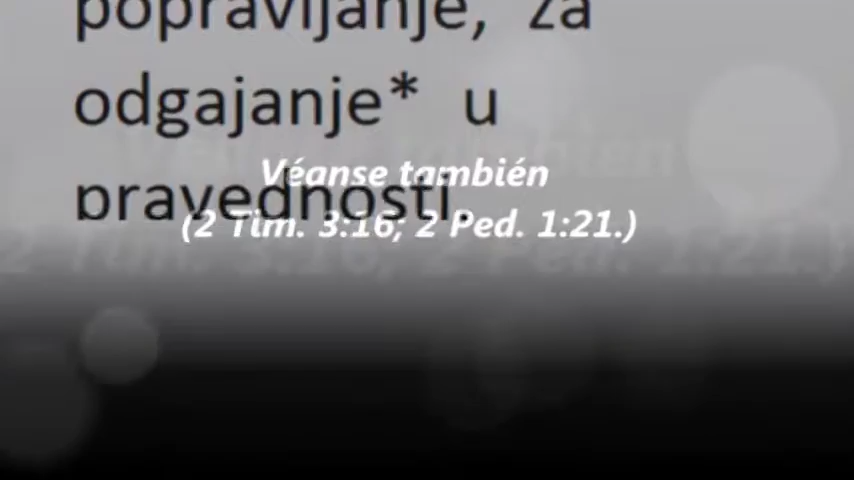 popravljanje, za
odgajanje* u
pravednosti.
Véanse también
(2 Tim. 3:16; 2 Ped. 1:21.)